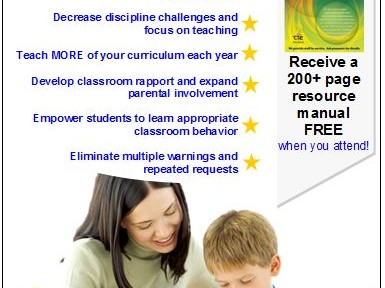 Decrease discipline challenges and
focus on teaching
Teach MORE of your curriculum each year
Develop classroom rapport and expand
parental involvement
Empower students to learn appropriate
classroom behavior
Eliminate multiple warnings and
repeated requests
Receive a
200+ page
resource
manual
FREE
when you attend!